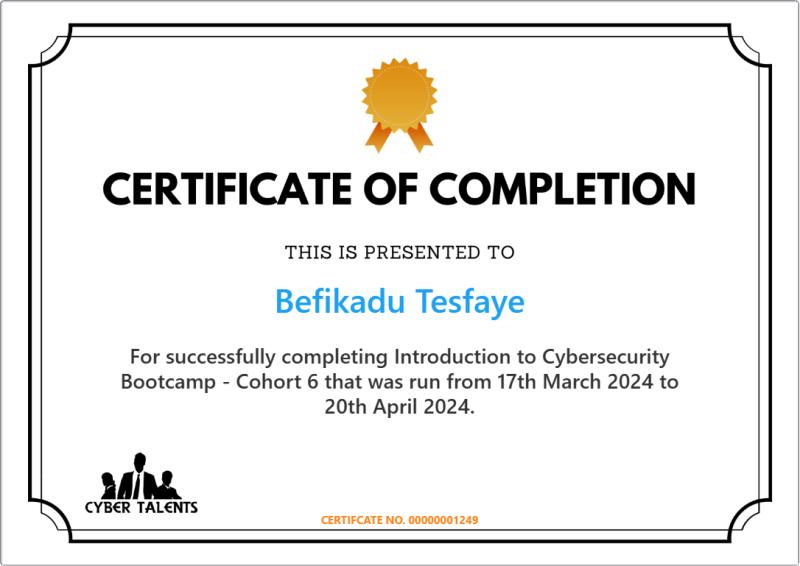 CERTIFICATE OF COMPLETION
THIS IS PRESENTED TO
Befikadu Tesfaye
For successfully completing Introduction to Cybersecurity
Bootcamp - Cohort 6 that was run from 17th March 2024 to
20th April 2024.
CYBER TALENTS
CERTIFCATE NO. 00000001249